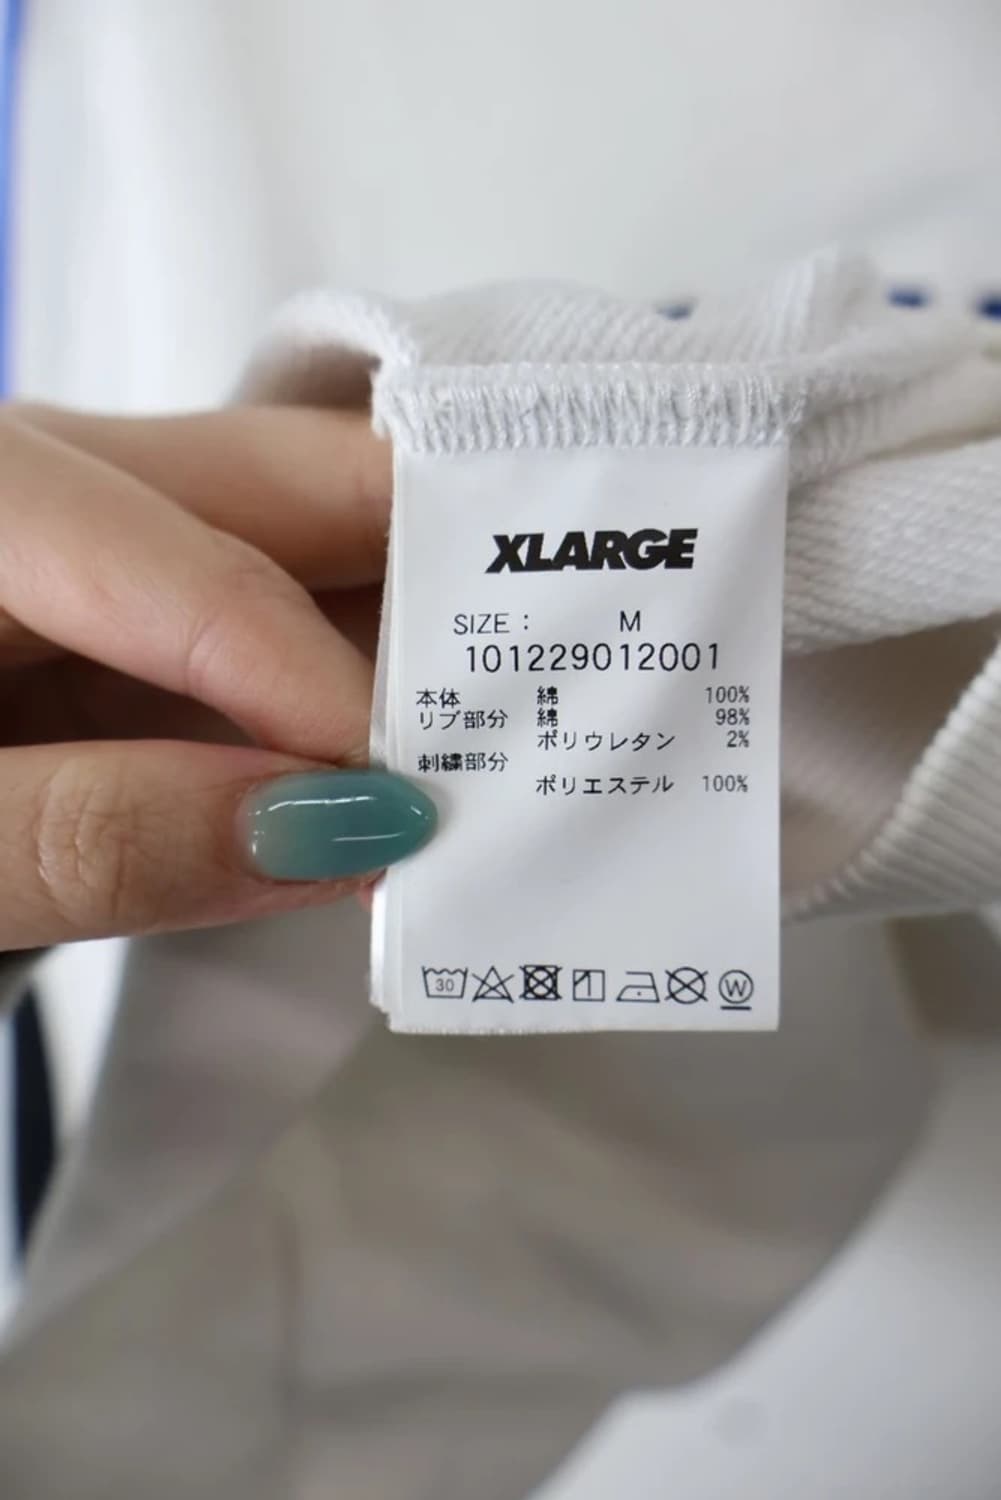 XLARGE
SIZE : M
101229012001
本体 綿 100%
リブ部分 綿 98%
ポリウレタン 2%
刺繍部分
ポリエステル 100%
30
W